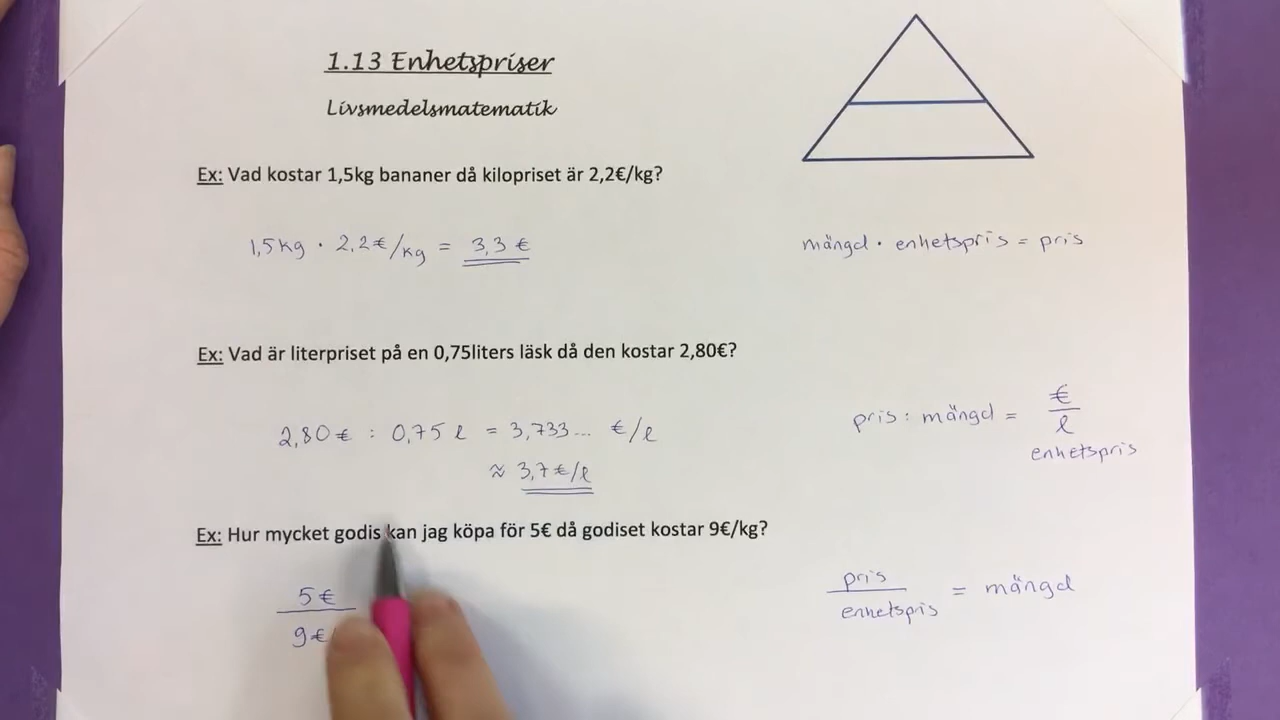 1.13 Enhetspriser
Livsmedelsmatematik
Ex: Vad kostar 1,5kg bananer då kilopriset är 2,2€/kg?
1,5kg · 2,2€/kg = 3,3 €
mängd · enhetspris = pris
Ex: Vad är literpriset på en 0,75liters läsk då den kostar 2,80€?
2,80€ : 0,75 l = 3,733... €/l
≈ 3,7€/l
pris : mängd = €/l
enhetspris
Ex: Hur mycket godis kan jag köpa för 5€ då godiset kostar 9€/kg?
5€
9€
pris
enhetspris
= mängd